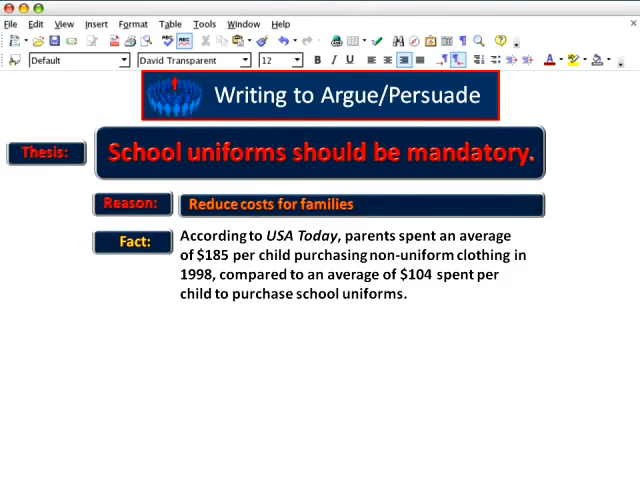 File Edit View Insert Format Table Tools Window Help
Default David Transparent 12 B I U
Writing to Argue/Persuade
Thesis: School uniforms should be mandatory.
Reason: Reduce costs for families
Fact: According to USA Today, parents spent an average
of $185 per child purchasing non-uniform clothing in
1998, compared to an average of $104 spent per
child to purchase school uniforms.